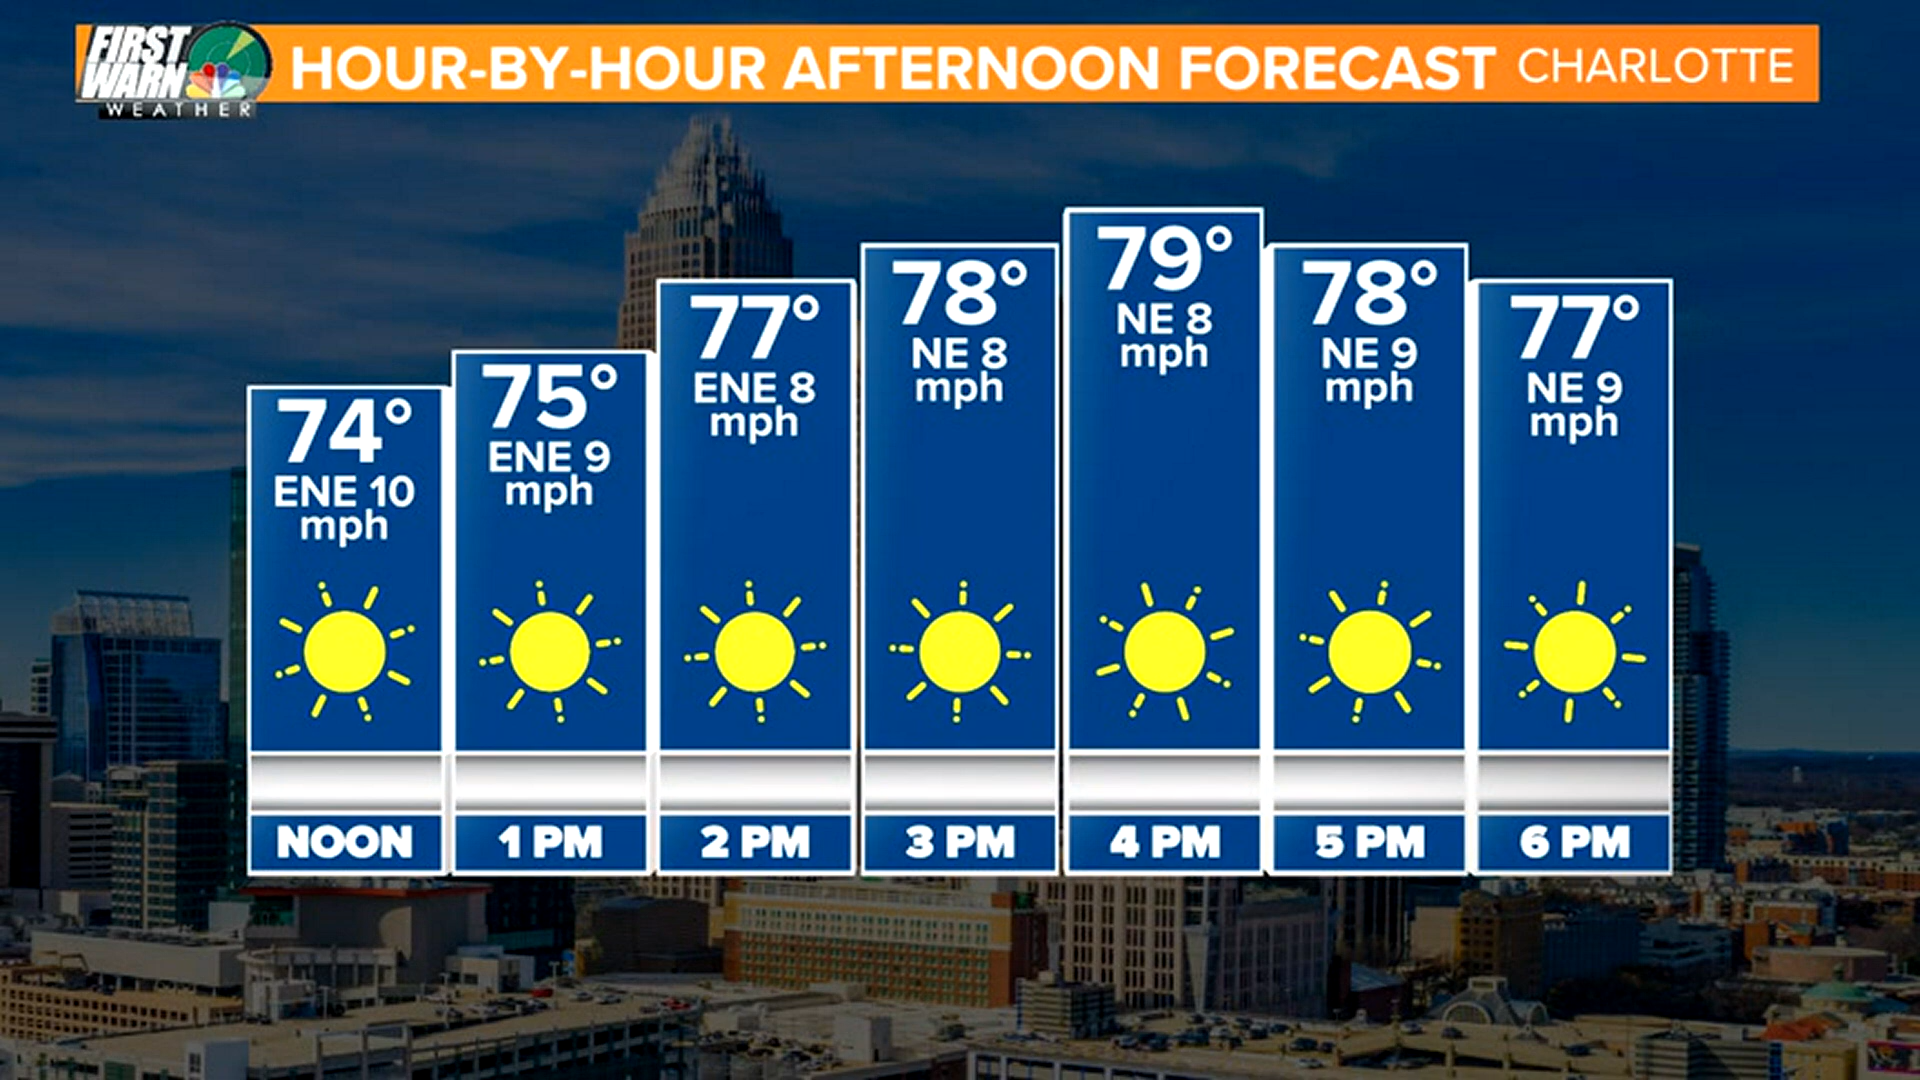 FIRST
WARN
WEATHER
HOUR-BY-HOUR AFTERNOON FORECAST CHARLOTTE
74°
ENE 10
mph
NOON
75°
ENE 9
mph
1 PM
77°
ENE 8
mph
2 PM
78°
NE 8
mph
3 PM
79°
NE 8
mph
4 PM
78°
NE 9
mph
5 PM
77°
NE 9
mph
6 PM